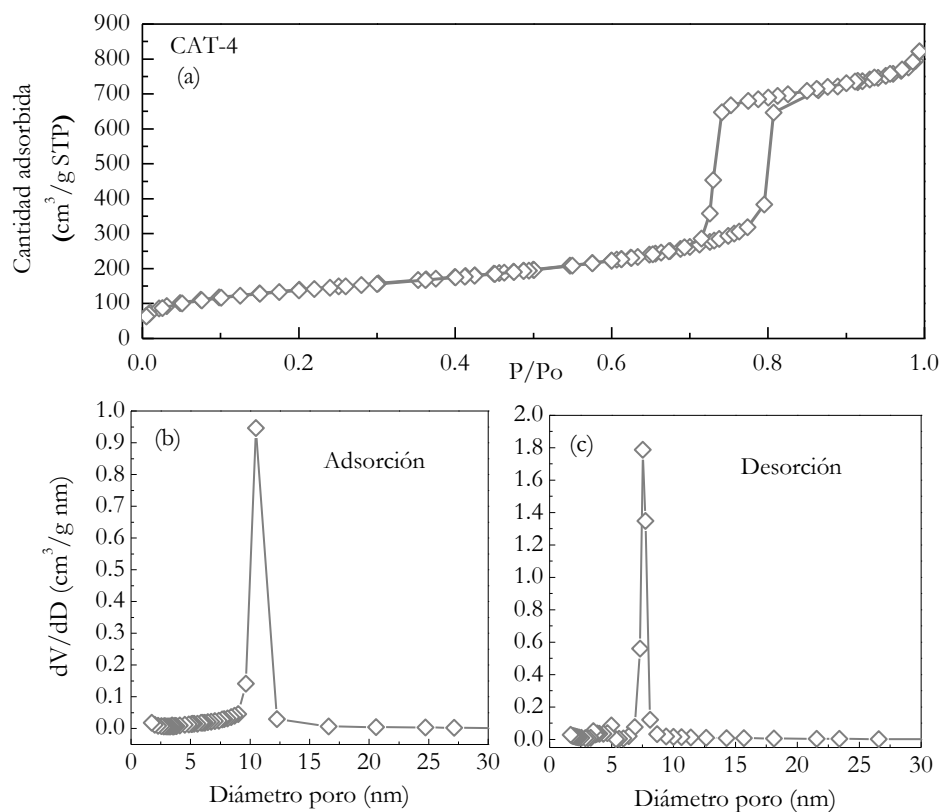 CAT-4
(a)
Cantidad adsorbida
(cm³/g STP)
900
800
700
600
500
400
300
200
100
0
0.0 0.2 0.4 0.6 0.8 1.0
P/Po
(b)
Adsorción
dV/dD (cm³/g nm)
1.0
0.9
0.8
0.7
0.6
0.5
0.4
0.3
0.2
0.1
0.0
0 5 10 15 20 25 30
Diámetro poro (nm)
(c)
Desorción
2.0
1.8
1.6
1.4
1.2
1.0
0.8
0.6
0.4
0.2
0.0
0 5 10 15 20 25 30
Diámetro poro (nm)